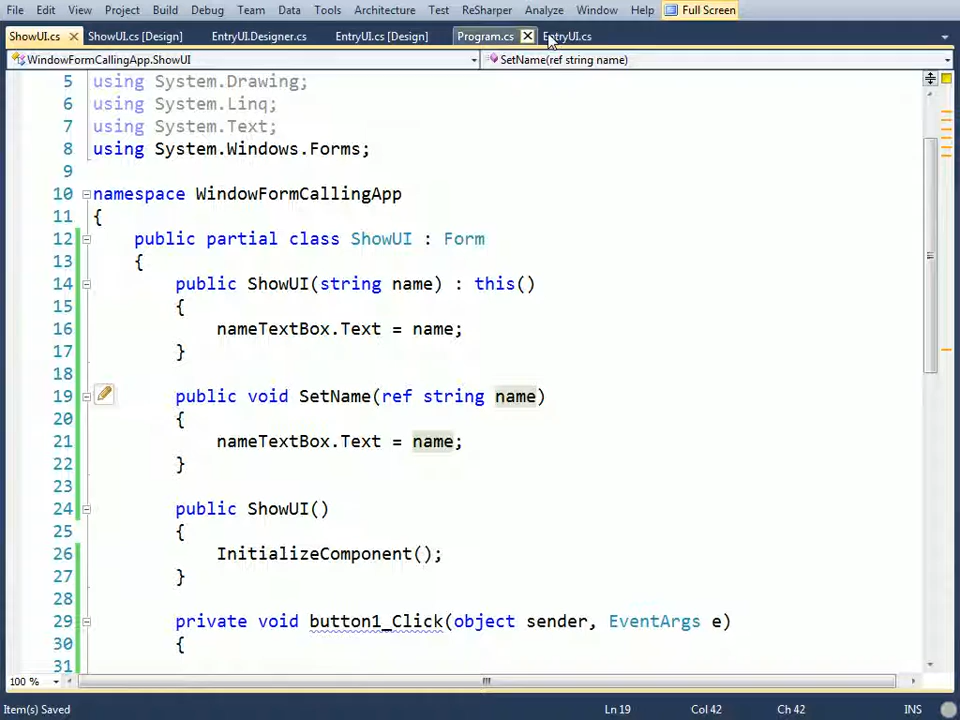 File Edit View Project Build Debug Team Data Tools Architecture Test ReSharper Analyze Window Help Full Screen
ShowUI.cs ShowUI.cs [Design] EntryUI.Designer.cs EntryUI.cs [Design] Program.cs EntryUI.cs
WindowFormCallingApp.ShowUI SetName(ref string name)
5 using System.Drawing;
6 using System.Linq;
7 using System.Text;
8 using System.Windows.Forms;
9
10 namespace WindowFormCallingApp
11 {
12 public partial class ShowUI : Form
13 {
14 public ShowUI(string name) : this()
15 {
16 nameTextBox.Text = name;
17 }
18
19 public void SetName(ref string name)
20 {
21 nameTextBox.Text = name;
22 }
23
24 public ShowUI()
25 {
26 InitializeComponent();
27 }
28
29 private void button1_Click(object sender, EventArgs e)
30 {
31
100 %
Item(s) Saved Ln 19 Col 42 Ch 42 INS